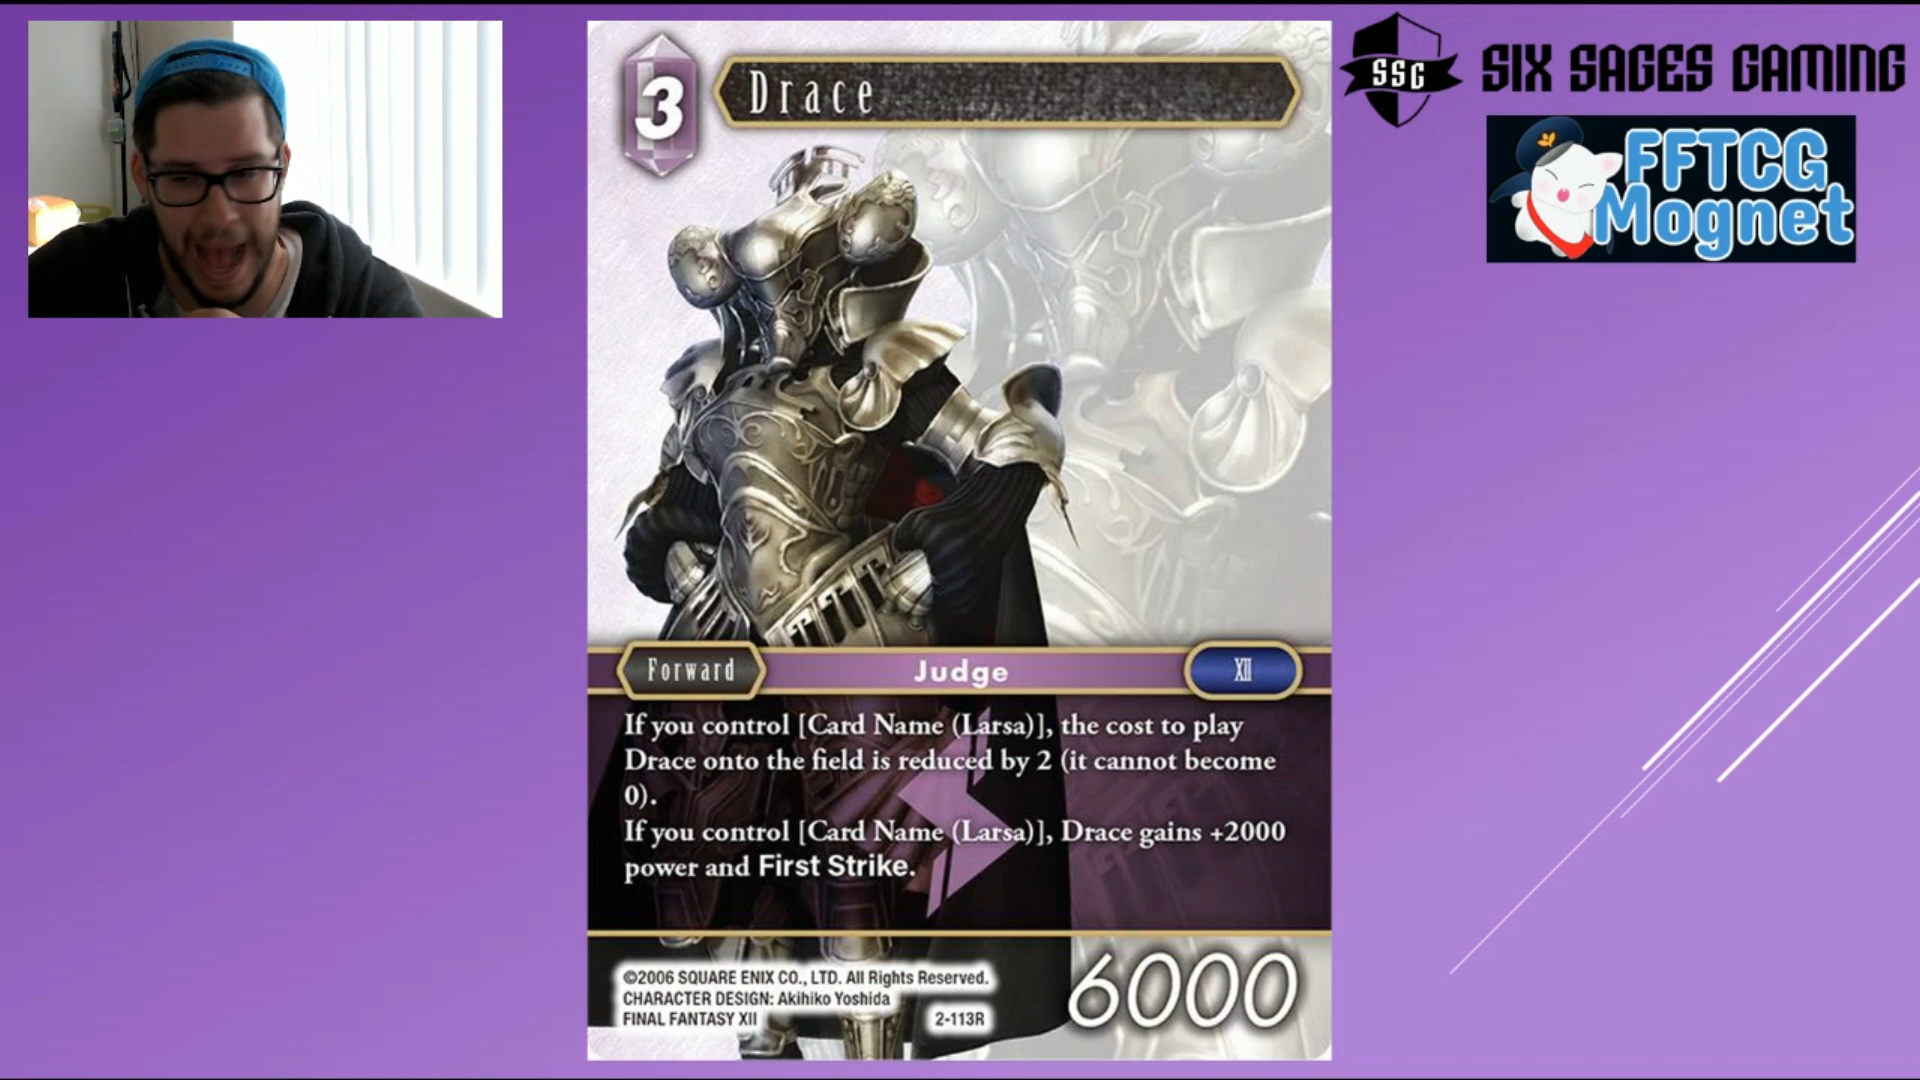 3
Drace
SSG
SIX SAGES GAMING
FFTCG
Mognet
Forward
Judge
XII
If you control [Card Name (Larsa)], the cost to play
Drace onto the field is reduced by 2 (it cannot become
0).
If you control [Card Name (Larsa)], Drace gains +2000
power and First Strike.
©2006 SQUARE ENIX CO., LTD. All Rights Reserved.
CHARACTER DESIGN: Akihiko Yoshida
FINAL FANTASY XII
2-113R
6000